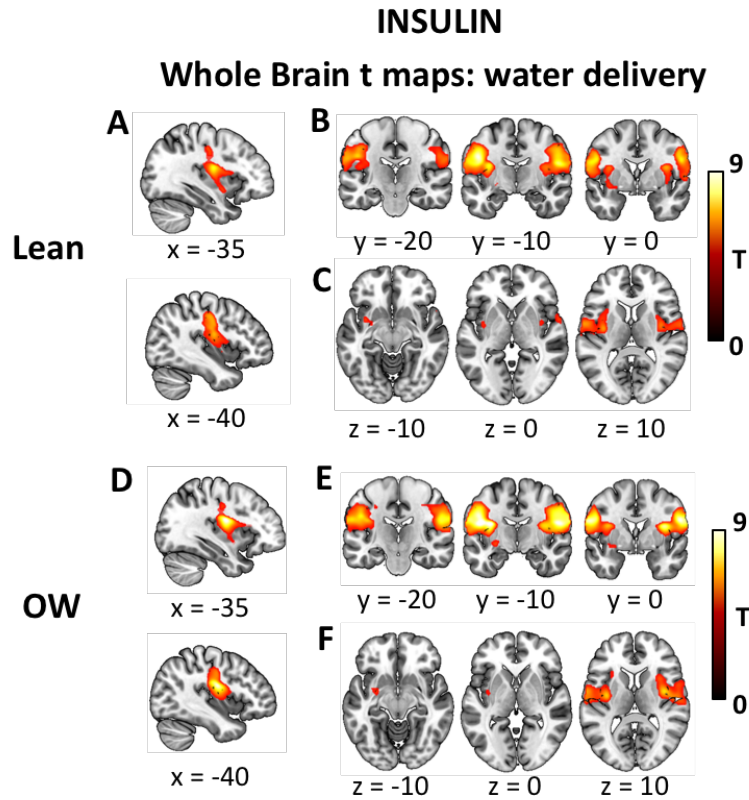 INSULIN
Whole Brain t maps: water delivery
A
B
x = -35
y = -20 y = -10 y = 0
Lean
C
x = -40
z = -10 z = 0 z = 10
9
T
0
D
E
x = -35
y = -20 y = -10 y = 0
OW
F
x = -40
z = -10 z = 0 z = 10
9
T
0